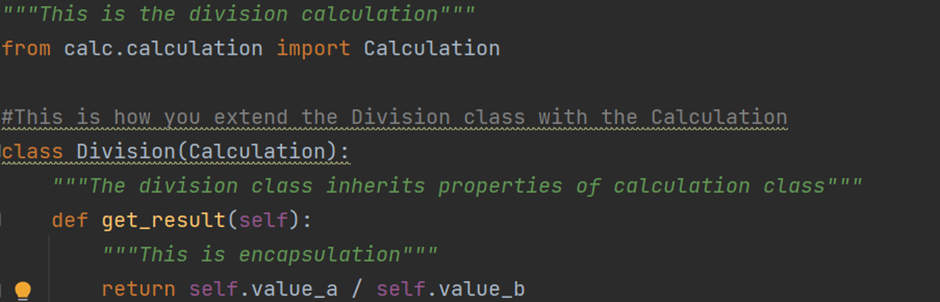 """This is the division calculation"""
from calc.calculation import Calculation
#This is how you extend the Division class with the Calculation
class Division(Calculation):
"""The division class inherits properties of calculation class"""
def get_result(self):
"""This is encapsulation"""
return self.value_a / self.value_b